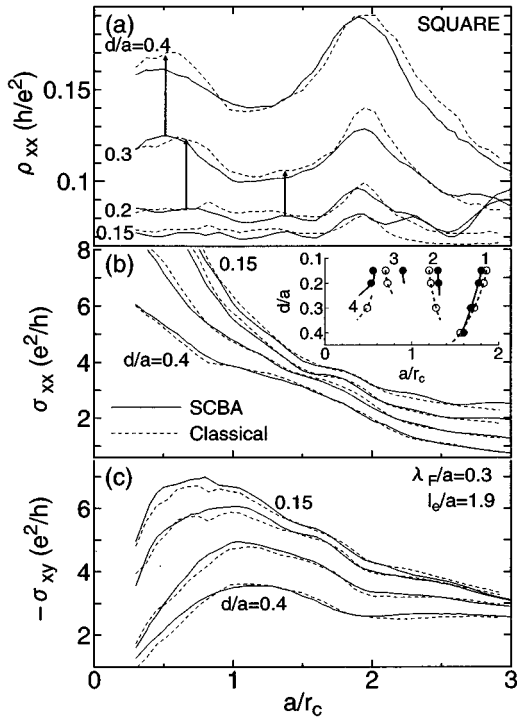 (a)
SQUARE
d/a=0.4
0.3
0.2
0.15
0.15
0.1
ρxx (h/e²)
(b)
0.15
d/a=0.4
SCBA
Classical
8
6
4
2
σxx (e²/h)
0.1
0.2
0.3
0.4
d/a
3
2
1
4
0
1
2
a/rc
(c)
λF/a=0.3
le/a=1.9
0.15
d/a=0.4
6
4
2
−σxy (e²/h)
0
1
2
3
a/rc